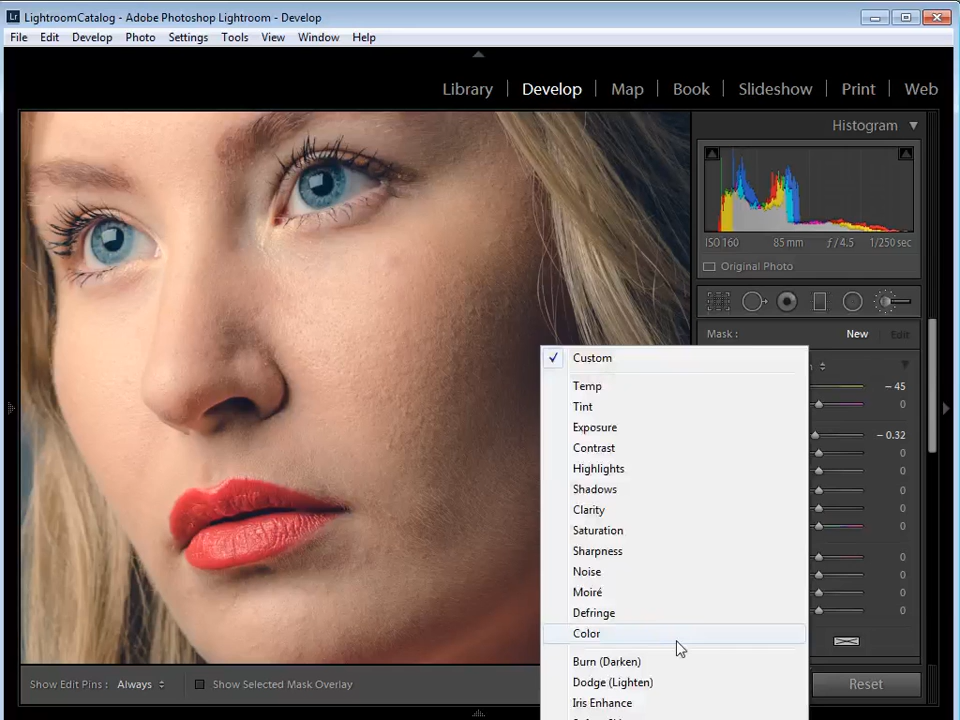 LightroomCatalog - Adobe Photoshop Lightroom - Develop
File Edit Develop Photo Settings Tools View Window Help
Library Develop Map Book Slideshow Print Web
Histogram
ISO 160 85 mm ƒ / 4.5 1/250 sec
Original Photo
Mask : New Edit
Custom
Temp
Tint
Exposure
Contrast
Highlights
Shadows
Clarity
Saturation
Sharpness
Noise
Moiré
Defringe
Color
Burn (Darken)
Dodge (Lighten)
Iris Enhance
– 45
0
– 0.32
0
0
0
0
0
0
0
0
0
Show Edit Pins : Always Show Selected Mask Overlay
Reset